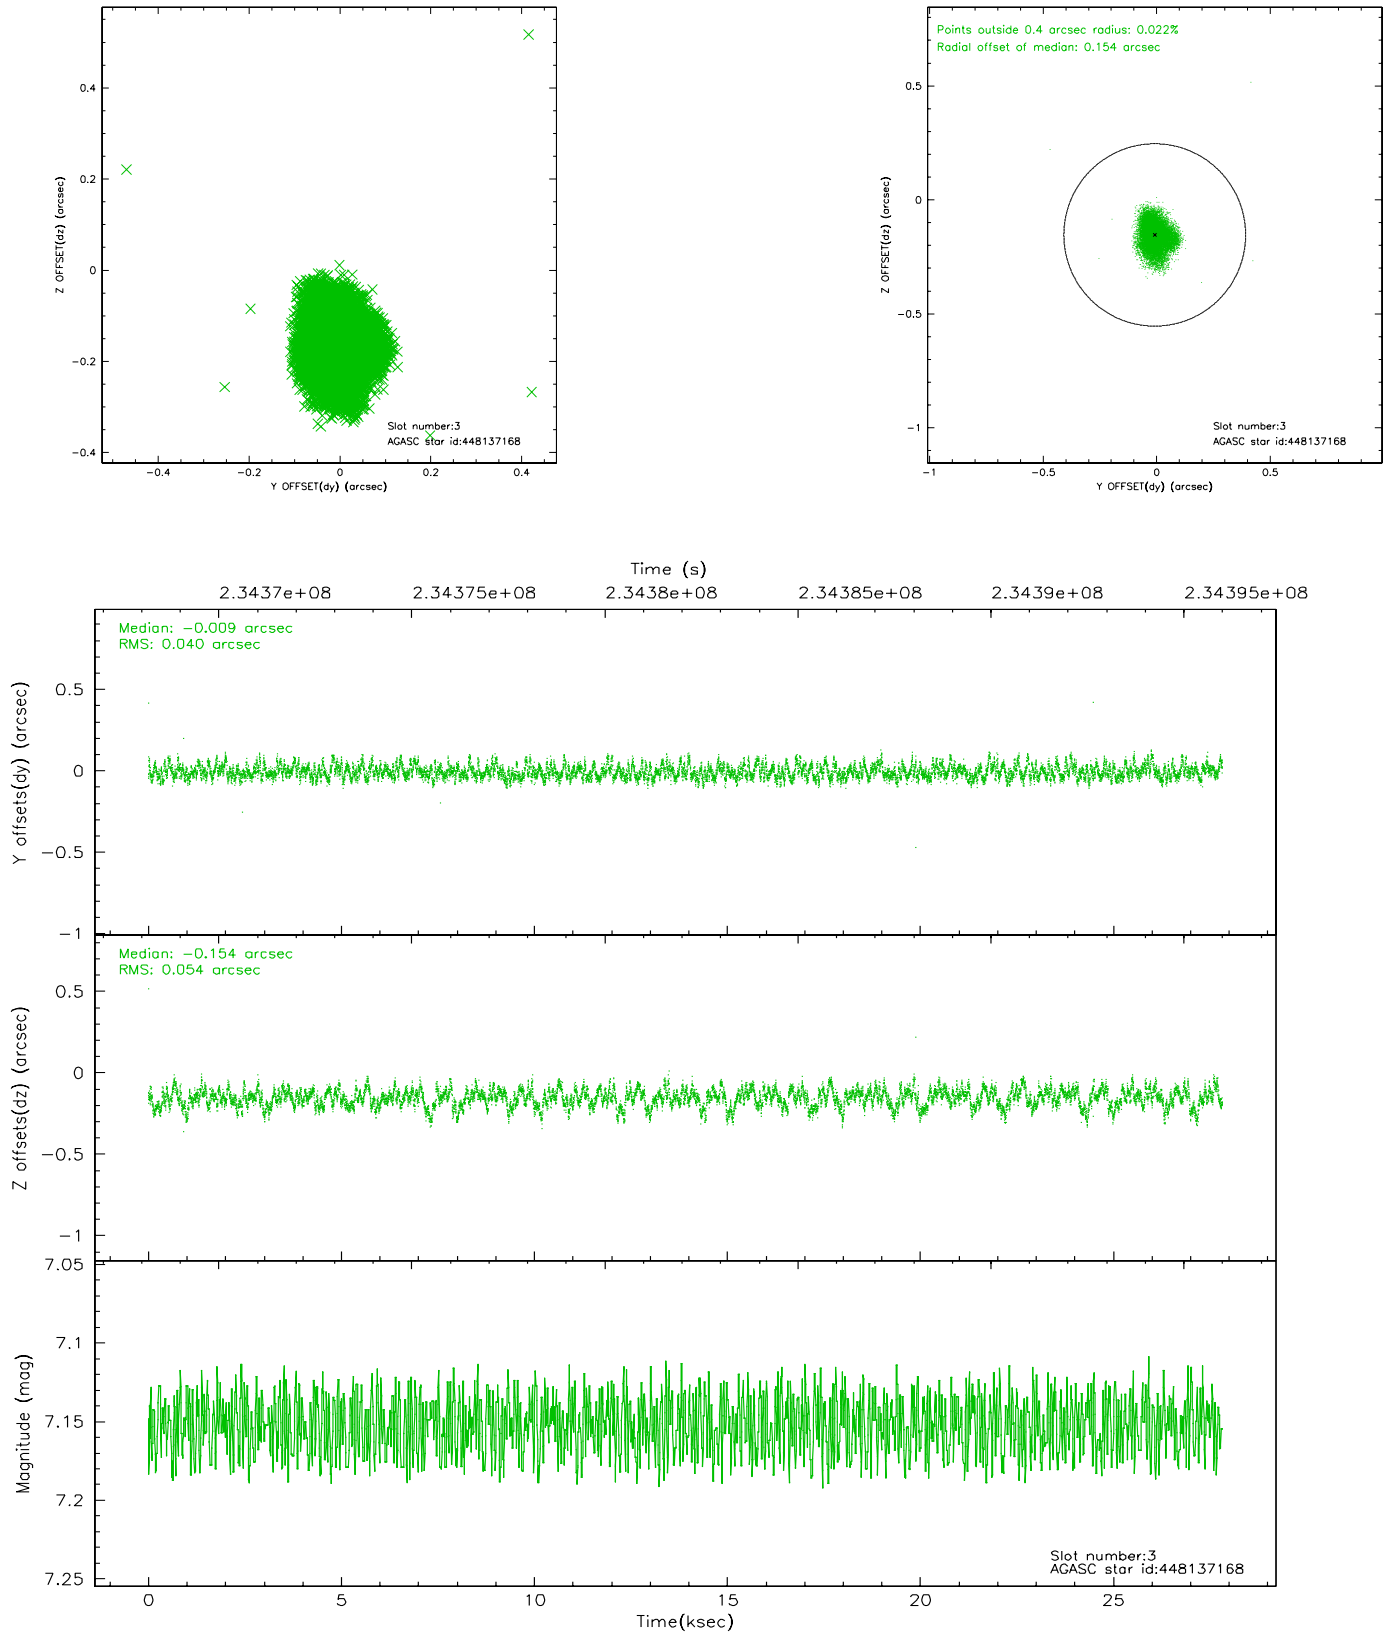 0.4
0.2
0
−0.2
−0.4
Z OFFSET(dz) (arcsec)
Slot number:3
AGASC star id:448137168
−0.4 −0.2 0 0.2 0.4
Y OFFSET(dy) (arcsec)
Points outside 0.4 arcsec radius: 0.022%
Radial offset of median: 0.154 arcsec
0.5
0
−0.5
−1
Z OFFSET(dz) (arcsec)
Slot number:3
AGASC star id:448137168
−1 −0.5 0 0.5
Y OFFSET(dy) (arcsec)
Time (s)
2.3437e+08 2.34375e+08 2.3438e+08 2.34385e+08 2.3439e+08 2.34395e+08
Median: −0.009 arcsec
RMS: 0.040 arcsec
0.5
0
−0.5
−1
Y offsets(dy) (arcsec)
Median: −0.154 arcsec
RMS: 0.054 arcsec
0.5
0
−0.5
−1
Z offsets(dz) (arcsec)
7.05
7.1
7.15
7.2
7.25
Magnitude (mag)
Slot number:3
AGASC star id:448137168
0 5 10 15 20 25
Time(ksec)